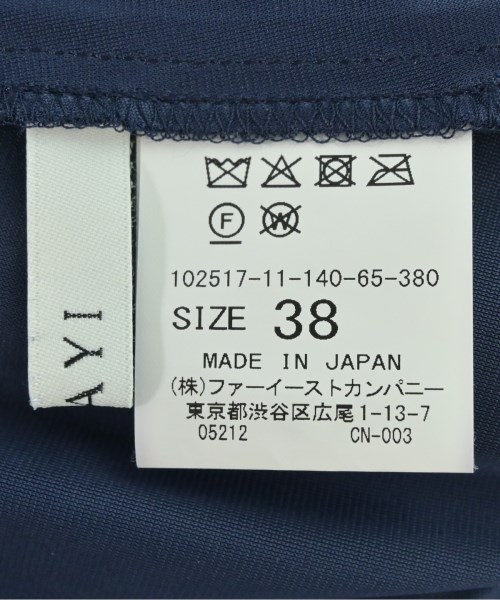 AYI
F
W
102517-11-140-65-380
SIZE 38
MADE IN JAPAN
(株)ファーイーストカンパニー
東京都渋谷区広尾1-13-7
05212 CN-003